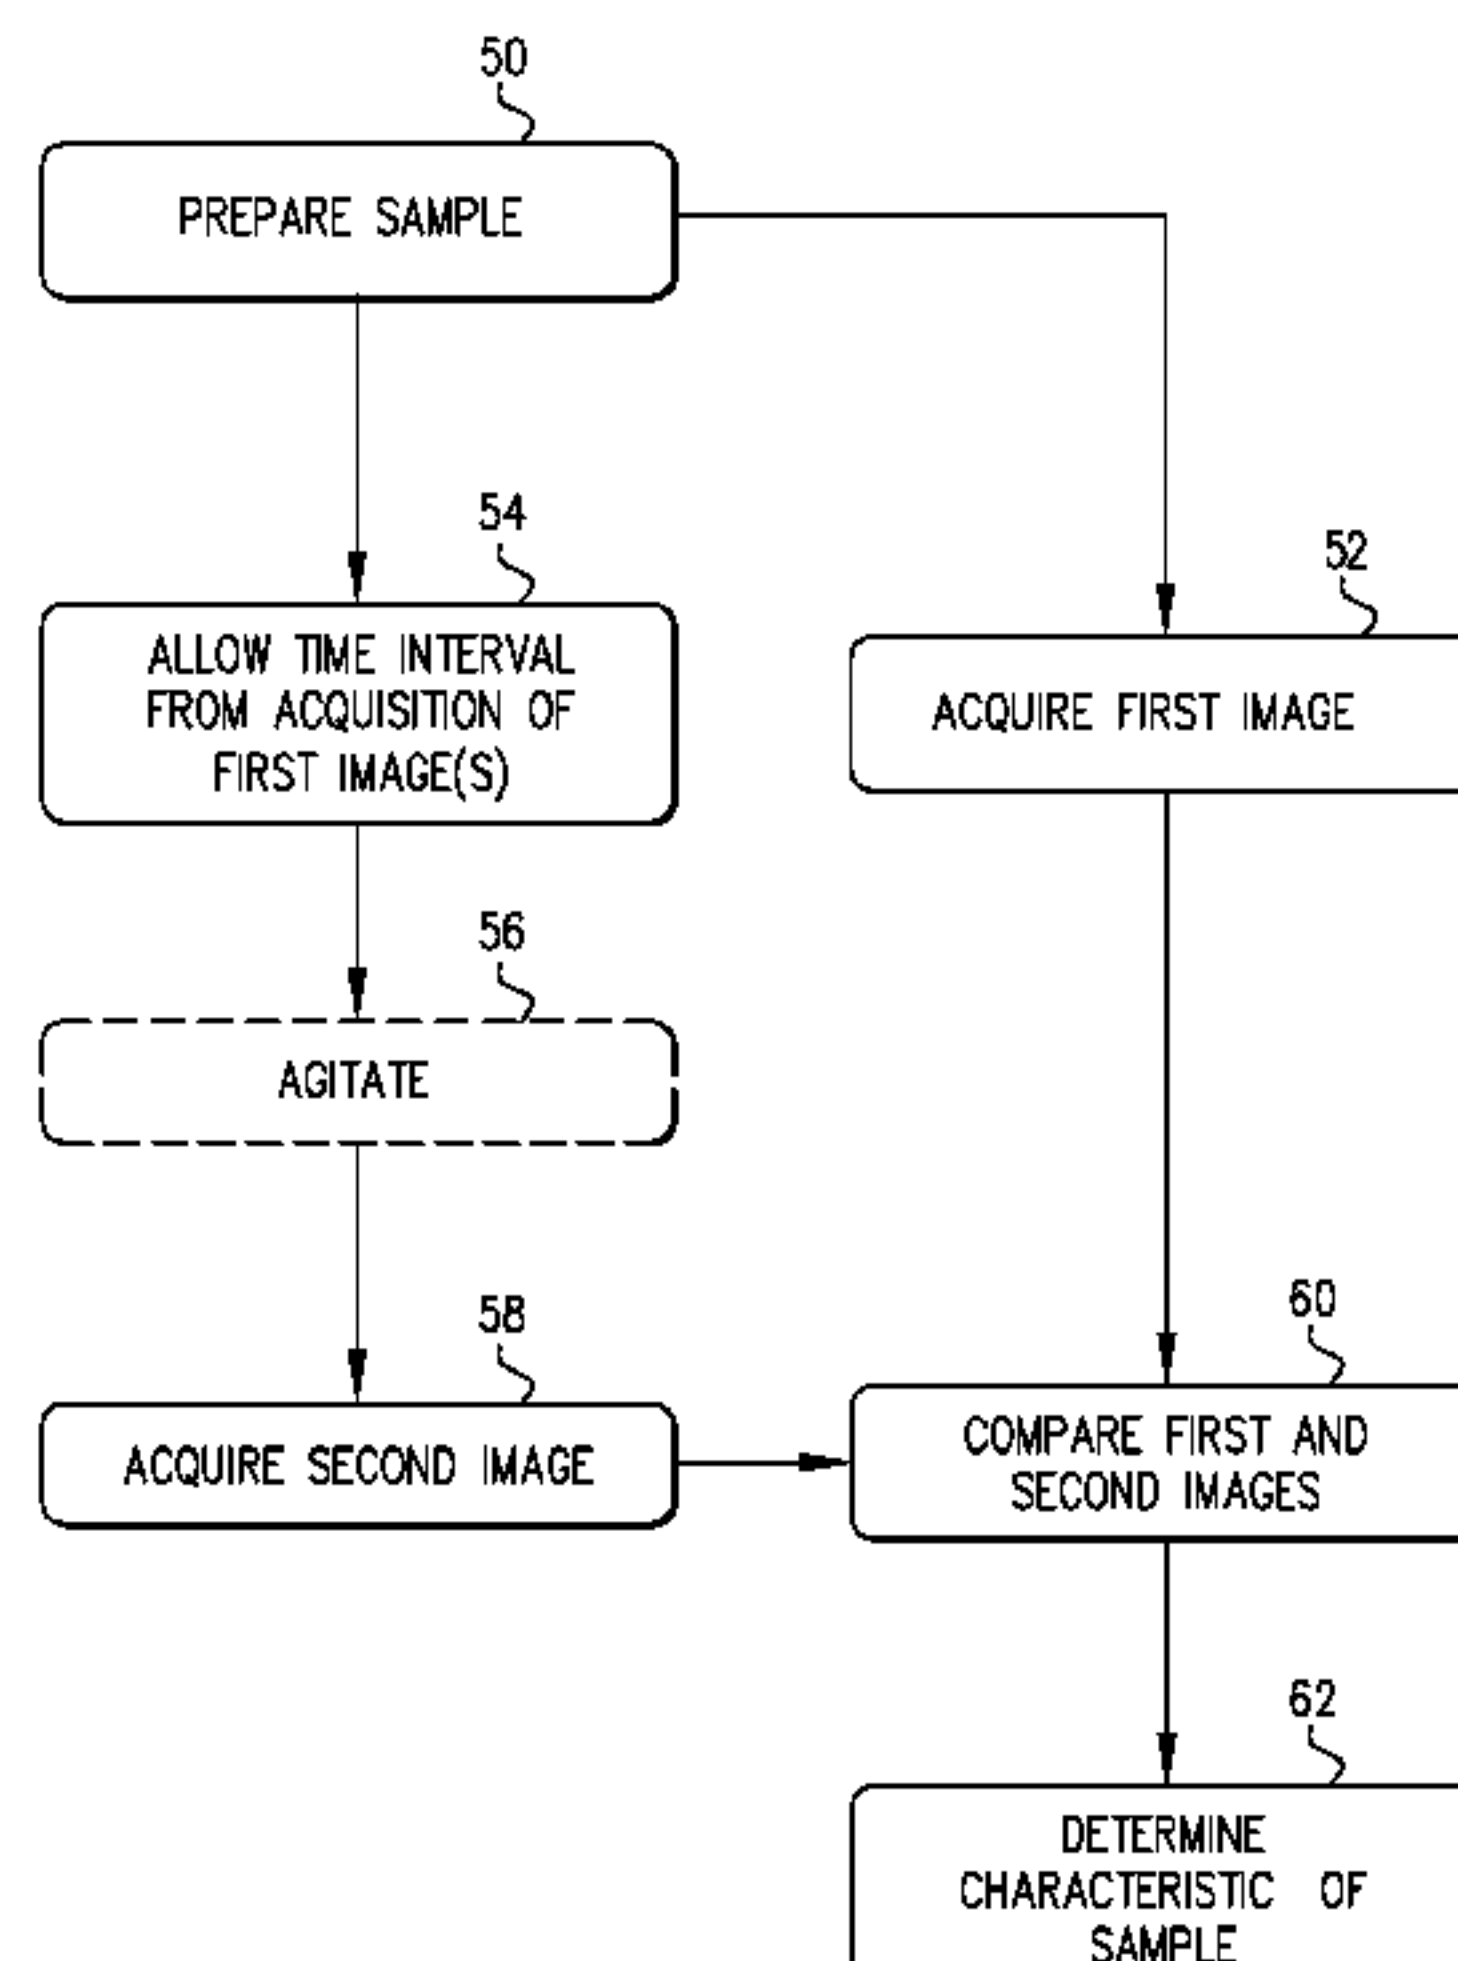 50
PREPARE SAMPLE
54
ALLOW TIME INTERVAL
FROM ACQUISITION OF
FIRST IMAGE(S)
52
ACQUIRE FIRST IMAGE
56
AGITATE
58
ACQUIRE SECOND IMAGE
60
COMPARE FIRST AND
SECOND IMAGES
62
DETERMINE
CHARACTERISTIC OF
SAMPLE